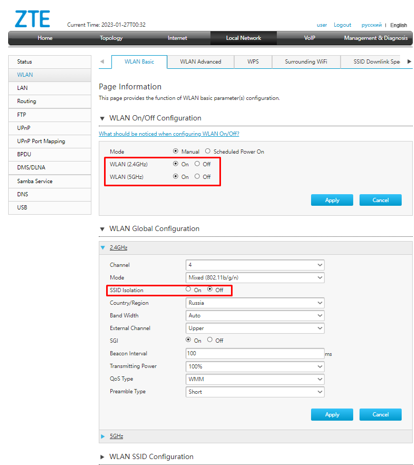 ZTE
Current Time: 2023-01-27T00:32
user Logout русский | English
Home Topology Internet Local Network VoIP Management & Diagnosis
Status
WLAN
LAN
Routing
FTP
UPnP
UPnP Port Mapping
BPDU
DMS/DLNA
Samba Service
DNS
USB
WLAN Basic WLAN Advanced WPS Surrounding WiFi SSID Downlink Spe
Page Information
This page provides the function of WLAN basic parameter(s) configuration.
WLAN On/Off Configuration
What should be noticed when configuring WLAN On/Off?
Mode Manual Scheduled Power On
WLAN (2.4GHz) On Off
WLAN (5GHz) On Off
Apply Cancel
WLAN Global Configuration
2.4GHz
Channel 4
Mode Mixed (802.11b/g/n)
SSID Isolation On Off
Country/Region Russia
Band Width Auto
External Channel Upper
SGI On Off
Beacon Interval 100 ms
Transmitting Power 100%
QoS Type WMM
Preamble Type Short
Apply Cancel
5GHz
WLAN SSID Configuration